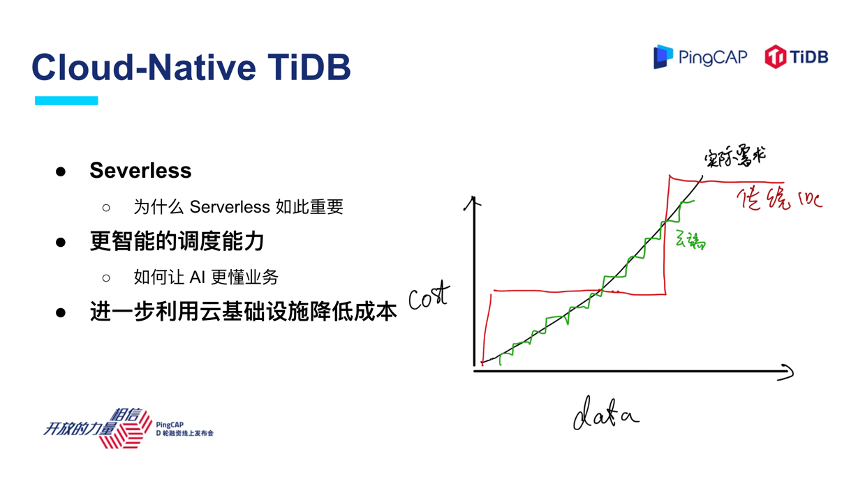 Cloud-Native TiDB
PingCAP
TiDB
● Severless
○ 为什么 Serverless 如此重要
● 更智能的调度能力
○ 如何让 AI 更懂业务
● 进一步利用云基础设施降低成本
实际需求
传统 IDC
云端
cost
data
相信
开放的力量
PingCAP
D 轮融资线上发布会